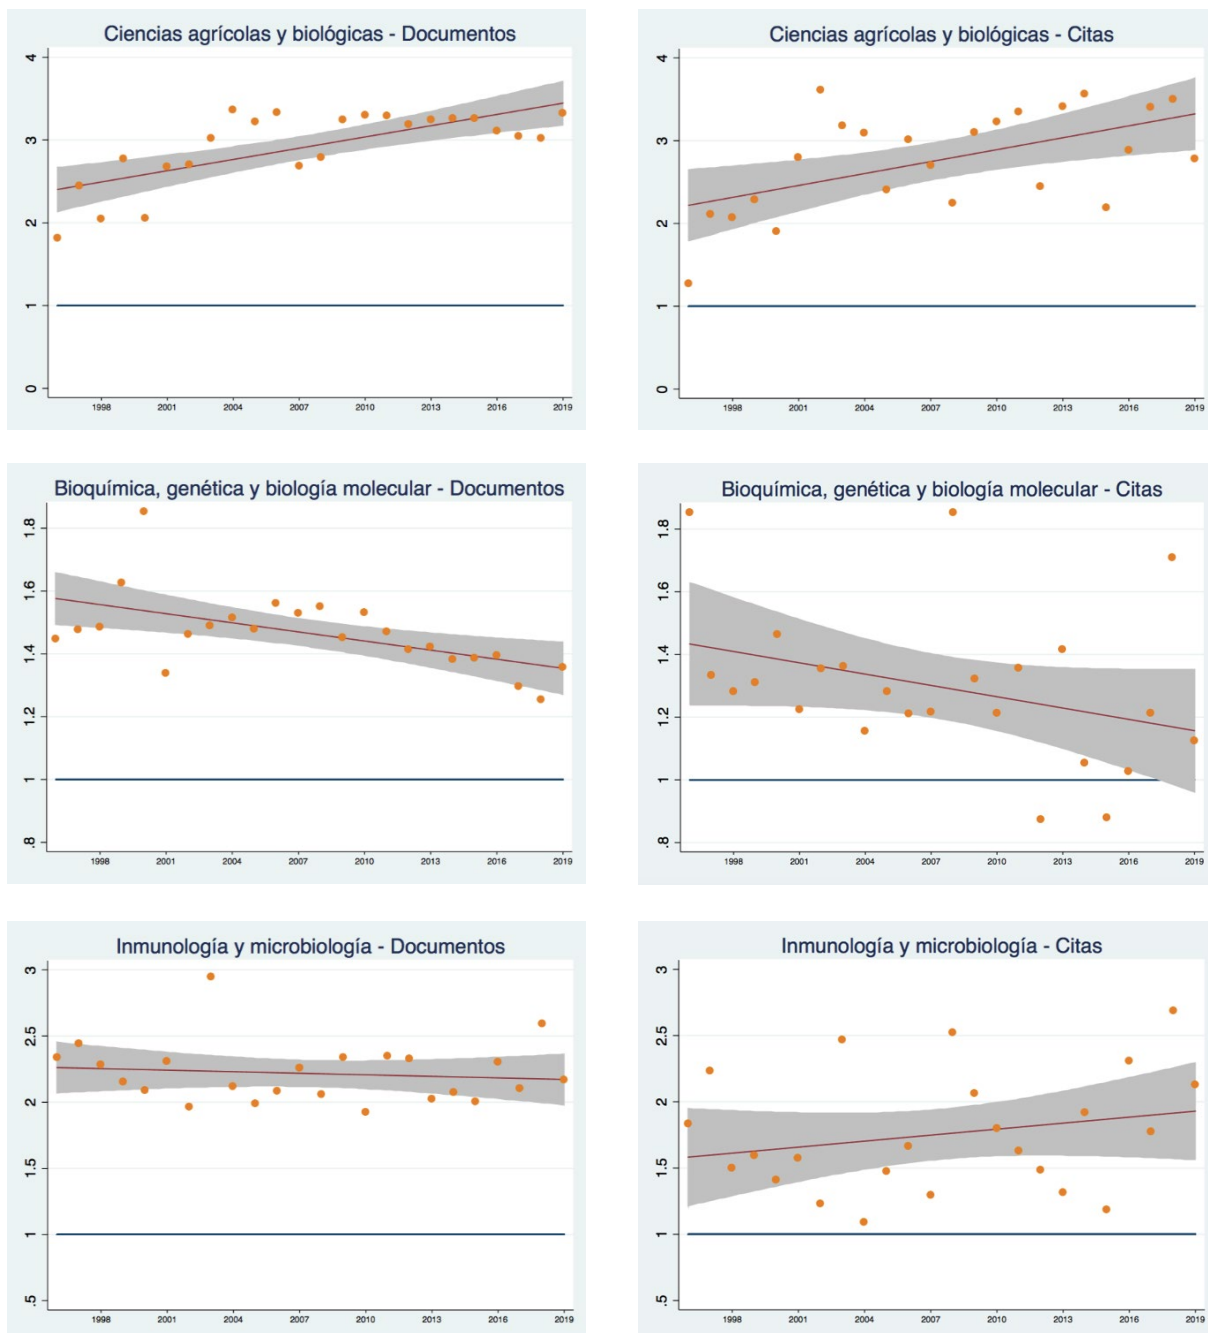 Ciencias agrícolas y biológicas - Documentos
4
3
2
1
0
1998 2001 2004 2007 2010 2013 2016 2019
Ciencias agrícolas y biológicas - Citas
4
3
2
1
0
1998 2001 2004 2007 2010 2013 2016 2019
Bioquímica, genética y biología molecular - Documentos
1.8
1.6
1.4
1.2
1
.8
1998 2001 2004 2007 2010 2013 2016 2019
Bioquímica, genética y biología molecular - Citas
1.8
1.6
1.4
1.2
1
.8
1998 2001 2004 2007 2010 2013 2016 2019
Inmunología y microbiología - Documentos
3
2.5
2
1.5
1
.5
1998 2001 2004 2007 2010 2013 2016 2019
Inmunología y microbiología - Citas
3
2.5
2
1.5
1
.5
1998 2001 2004 2007 2010 2013 2016 2019